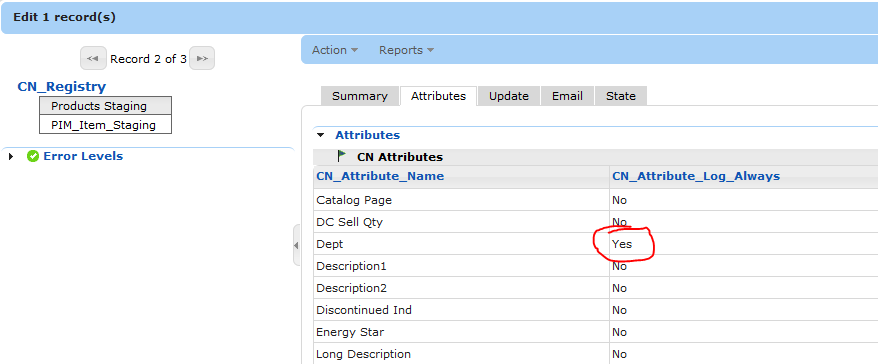 Edit 1 record(s)
Record 2 of 3
CN_Registry
Products Staging
PIM_Item_Staging
Error Levels
Action Reports
Summary Attributes Update Email State
Attributes
CN Attributes
CN_Attribute_Name CN_Attribute_Log_Always
Catalog Page No
DC Sell Qty No
Dept Yes
Description1 No
Description2 No
Discontinued Ind No
Energy Star No
Long Description No